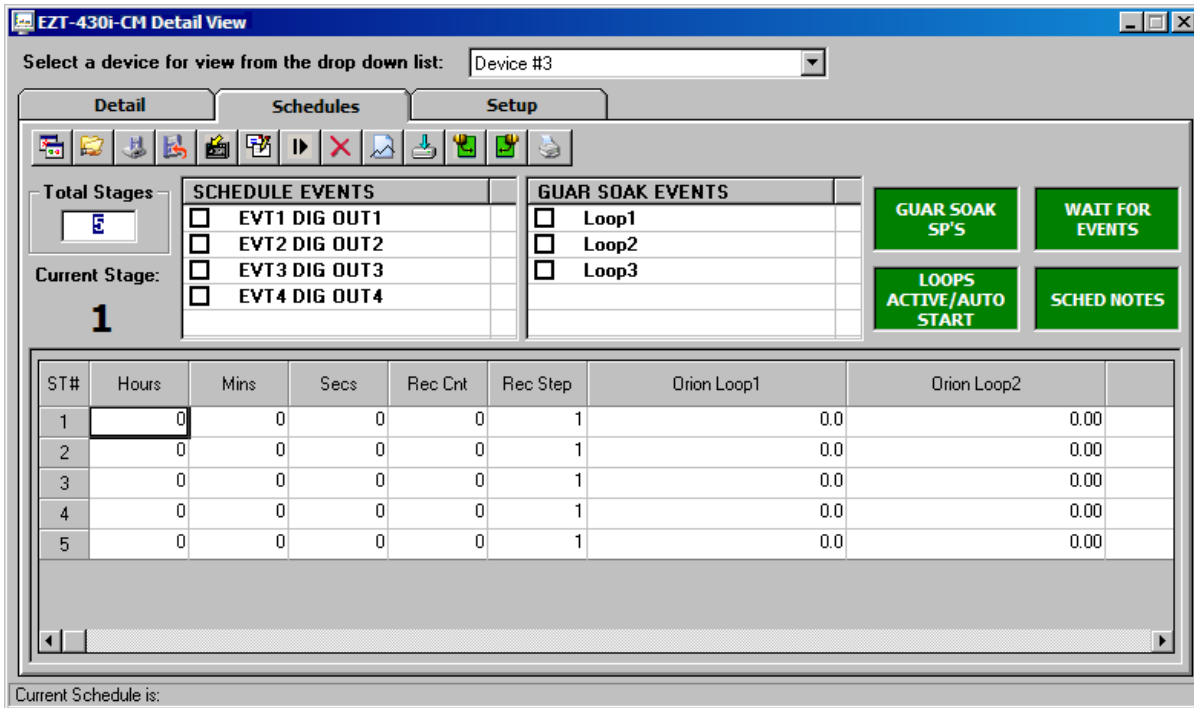 EZT-430i-CM Detail View
Select a device for view from the drop down list: Device #3
Detail Schedules Setup
Total Stages
5
Current Stage:
1
SCHEDULE EVENTS
EVT1 DIG OUT1
EVT2 DIG OUT2
EVT3 DIG OUT3
EVT4 DIG OUT4
GUAR SOAK EVENTS
Loop1
Loop2
Loop3
GUAR SOAK
SP'S
WAIT FOR
EVENTS
LOOPS
ACTIVE/AUTO
START
SCHED NOTES
ST# Hours Mins Secs Rec Cnt Rec Step Orion Loop1 Orion Loop2
1 0 0 0 0 1 0.0 0.00
2 0 0 0 0 1 0.0 0.00
3 0 0 0 0 1 0.0 0.00
4 0 0 0 0 1 0.0 0.00
5 0 0 0 0 1 0.0 0.00
Current Schedule is: